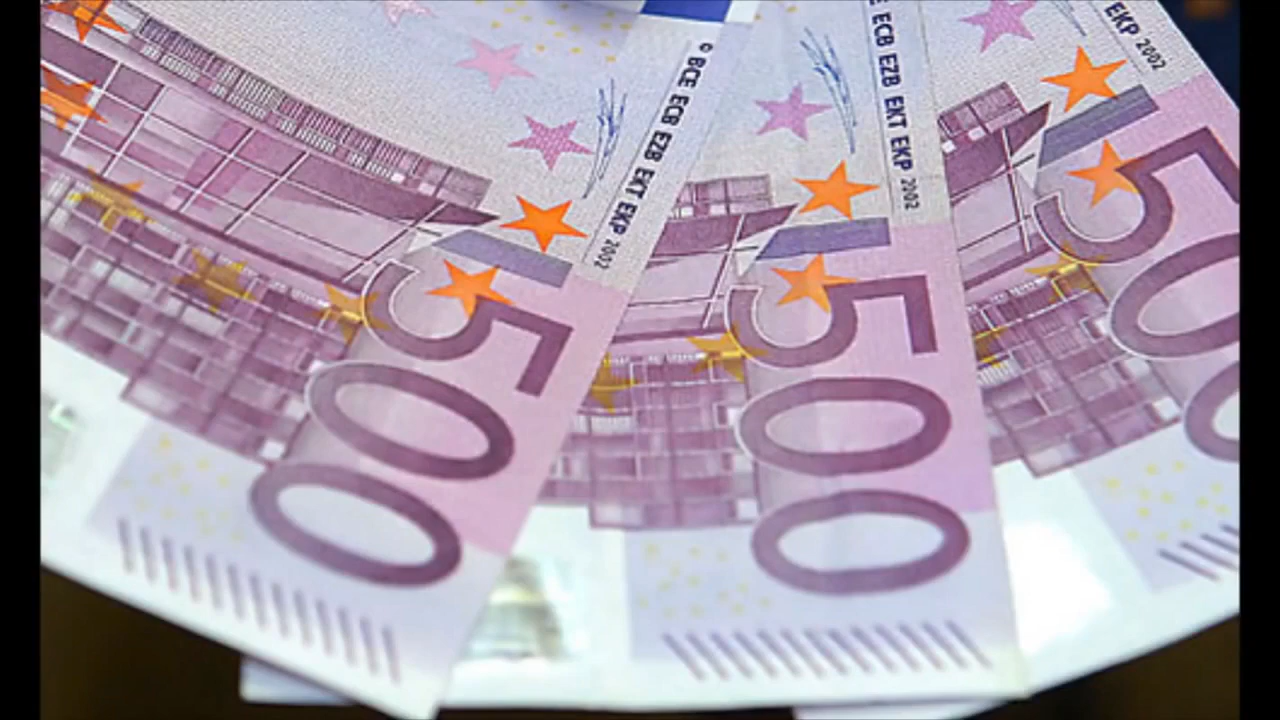 © BCE ECB EZB EKT EKP 2002
500
ECB EZB EKT EKP 2002
500
EKP 2002
500